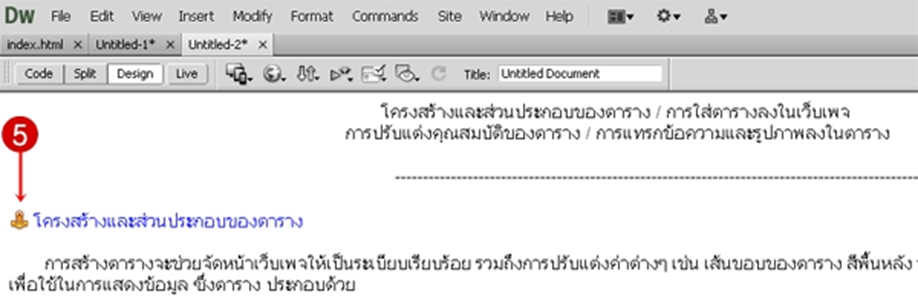 Dw File Edit View Insert Modify Format Commands Site Window Help
index.html × Untitled-1* × Untitled-2* ×
Code Split Design Live Title: Untitled Document
โครงสร้างและส่วนประกอบของตาราง / การใส่ตารางลงในเว็บเพจ
การปรับแต่งคุณสมบัติของตาราง / การแทรกข้อความและรูปภาพลงในตาราง
5
โครงสร้างและส่วนประกอบของตาราง
การสร้างตารางจะช่วยจัดหน้าเว็บเพจให้เป็นระเบียบเรียบร้อย รวมถึงการปรับแต่งค่าต่างๆ เช่น เส้นขอบของตาราง สีพื้นหลัง
เพื่อใช้ในการแสดงข้อมูล ซึ่งตาราง ประกอบด้วย